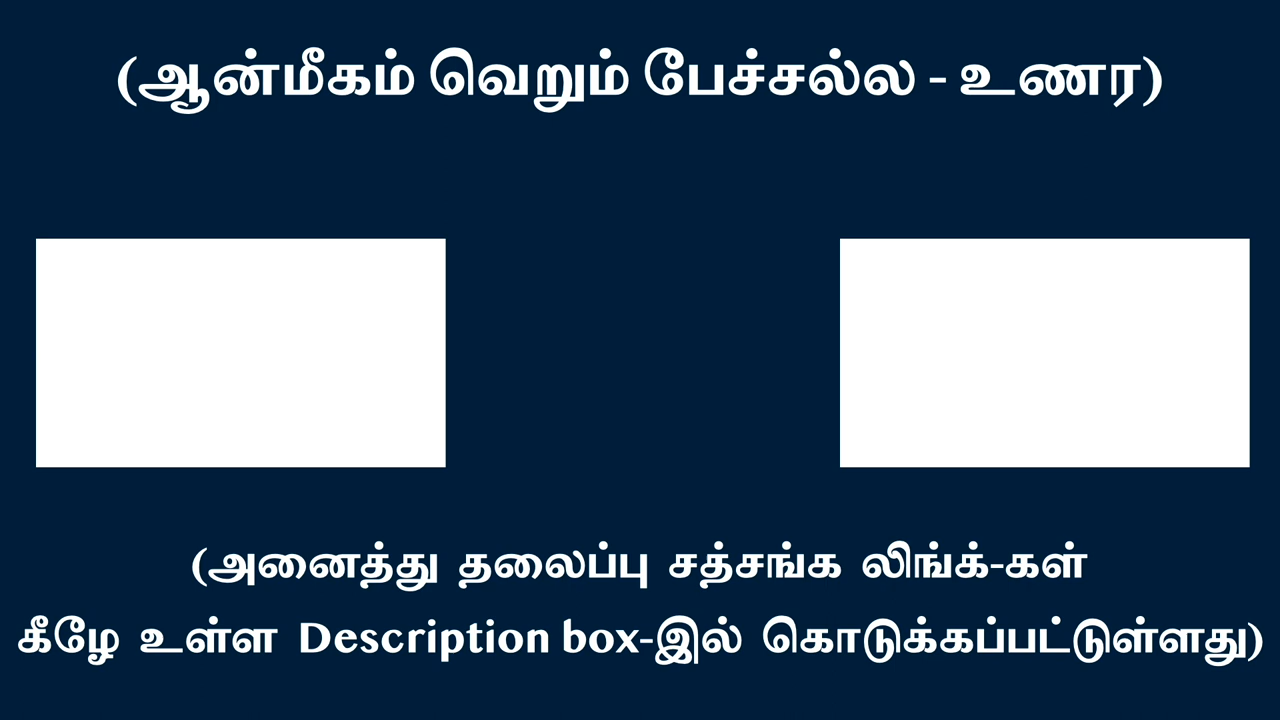 (ஆன்மீகம் வெறும் பேச்சல்ல - உணர)
(அனைத்து தலைப்பு சத்சங்க லிங்க்-கள்
கீழே உள்ள Description box-இல் கொடுக்கப்பட்டுள்ளது)